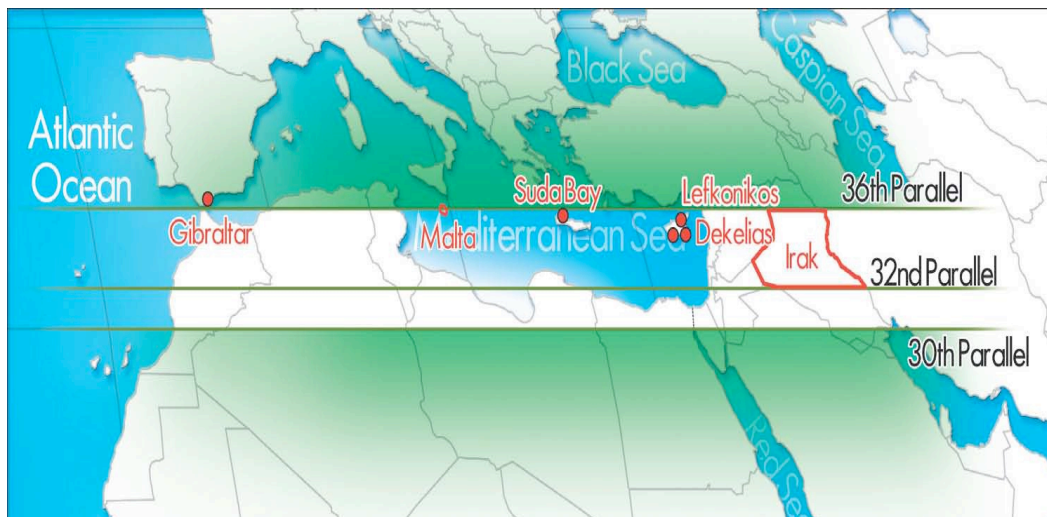 Black Sea
Caspian Sea
Atlantic
Ocean
36th Parallel
Suda Bay
Lefkonikos
Gibraltar
Malta
Mediterranean Sea
Dekelias
Irak
32nd Parallel
30th Parallel
Red Sea